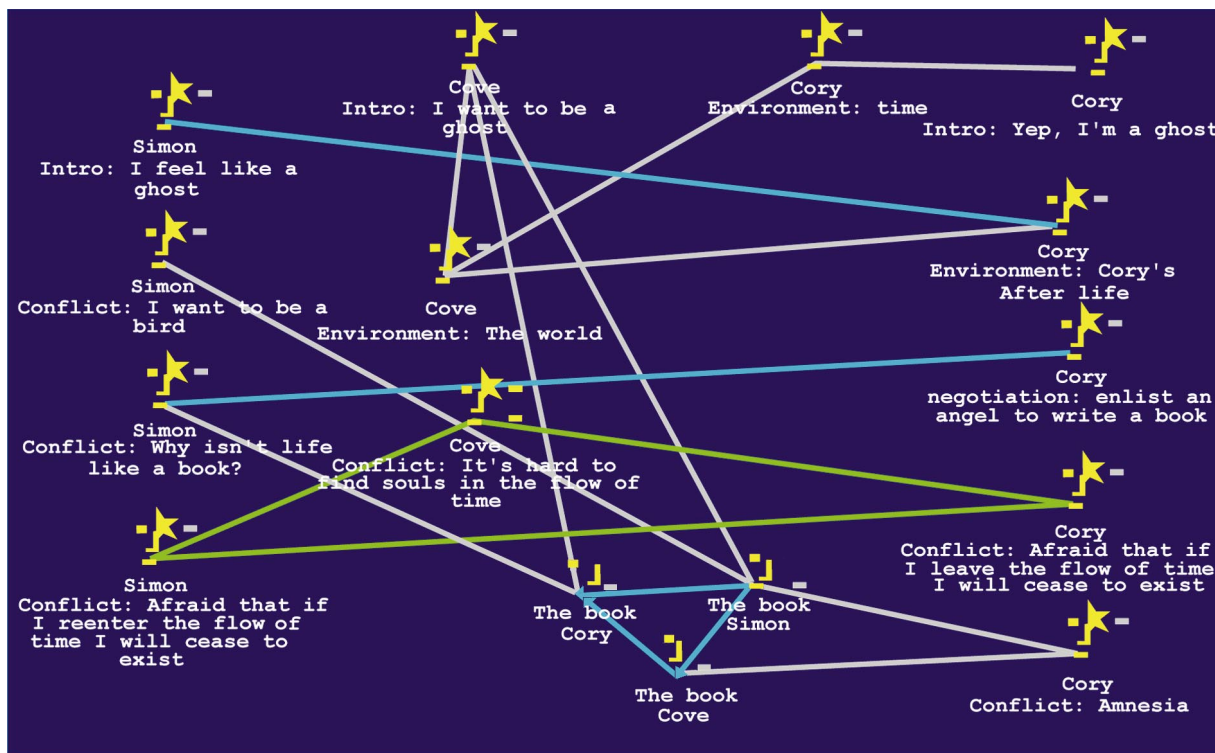 Cove
Intro: I want to be a
ghost
Cory
Environment: time
Cory
Intro: Yep, I'm a ghost
Simon
Intro: I feel like a
ghost
Cory
Environment: Cory's
After life
Simon
Conflict: I want to be a
bird
Cove
Environment: The world
Cory
negotiation: enlist an
angel to write a book
Simon
Conflict: Why isn't life
like a book?
Cove
Conflict: It's hard to
find souls in the flow of
time
Cory
Conflict: Afraid that if
I leave the flow of time
I will cease to exist
Simon
Conflict: Afraid that if
I reenter the flow of
time I will cease to
exist
The book
Cory
The book
Simon
The book
Cove
Cory
Conflict: Amnesia